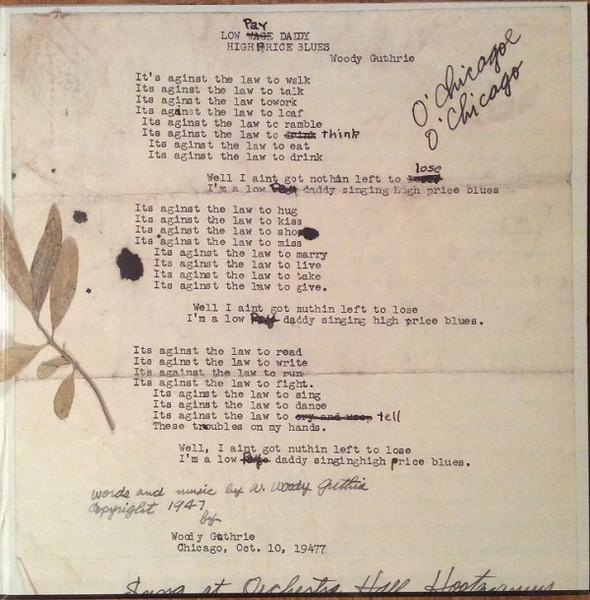 Pay
LOW WAGE DADDY
HIGH PRICE BLUES
Woody Guthrie
O' Chicagoe
O' Chicago
It's aginst the law to walk
Its aginst the law to talk
Its aginst the law towork
Its aginst the law to loaf
Its aginst the law to ramble
Its aginst the law to drink think
Its aginst the law to eat
Its aginst the law to drink
lose
Well I aint got nothin left to
I'm a low Pay daddy singing high price blues
Its aginst the law to hug
Its aginst the law to kiss
Its aginst the law to sho
Its aginst the law to miss
Its aginst the law to marry
Its aginst the law to live
Its aginst the law to take
Its aginst the law to give.
Well I aint got nuthin left to lose
I'm a low Pay daddy singing high price blues.
Its aginst the law to read
Its aginst the law to write
Its against the law to run
Its aginst the law to fight.
Its aginst the law to sing
Its aginst the law to dance
Its aginst the law to cry and weep tell
These troubles on my hands.
Well, I aint got nuthin left to lose
I'm a low Paye daddy singinghigh price blues.
words and music by W. Woody Guthrie
Copyright 1947
by
Woody Guthrie
Chicago, Oct. 10, 19477
Sung at Orchestra Hall